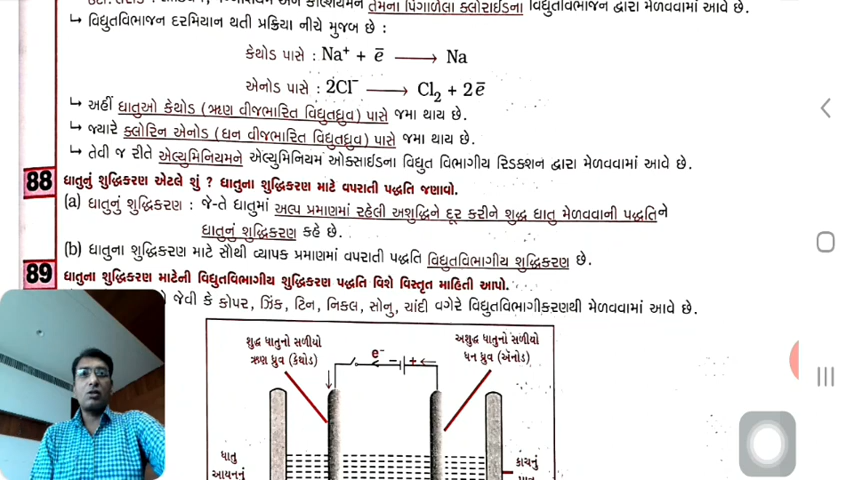 તેમના પિગાળેલા ક્લોરાઇડના વિદ્યુતવિભાજન દ્વારા મેળવવામાં આવે છે.
↳ વિદ્યુતવિભાજન દરમિયાન થતી પ્રક્રિયા નીચે મુજબ છે :
કેથોડ પાસે : Na⁺ + ē ⟶ Na
એનોડ પાસે : 2Cl⁻ ⟶ Cl₂ + 2ē
↳ અહીં ધાતુઓ કેથોડ (ઋણ વીજભારિત વિદ્યુતધ્રુવ) પાસે જમા થાય છે.
↳ જ્યારે ક્લોરિન એનોડ (ધન વીજભારિત વિદ્યુતધ્રુવ) પાસે જમા થાય છે.
↳ તેવી જ રીતે એલ્યુમિનિયમને એલ્યુમિનિયમ ઓક્સાઇડના વિદ્યુત વિભાગીય રિડક્શન દ્વારા મેળવવામાં આવે છે.
88 ધાતુનું શુદ્ધિકરણ એટલે શું ? ધાતુના શુદ્ધિકરણ માટે વપરાતી પદ્ધતિ જણાવો.
(a) ધાતુનું શુદ્ધિકરણ : જે-તે ધાતુમાં અલ્પ પ્રમાણમાં રહેલી અશુદ્ધિને દૂર કરીને શુદ્ધ ધાતુ મેળવવાની પદ્ધતિને
ધાતુનું શુદ્ધિકરણ કહે છે.
(b) ધાતુના શુદ્ધિકરણ માટે સૌથી વ્યાપક પ્રમાણમાં વપરાતી પદ્ધતિ વિદ્યુતવિભાગીય શુદ્ધિકરણ છે.
89 ધાતુના શુદ્ધિકરણ માટેની વિદ્યુતવિભાગીય શુદ્ધિકરણ પદ્ધતિ વિશે વિસ્તૃત માહિતી આપો.
જેવી કે કોપર, ઝિંક, ટિન, નિકલ, સોનુ, ચાંદી વગેરે વિદ્યુતવિભાગીકરણથી મેળવવામાં આવે છે.
શુદ્ધ ધાતુનો સળીયો
ઋણ ધ્રુવ (કેથોડ)
e⁻
− +
અશુદ્ધ ધાતુનો સળીયો
ધન ધ્રુવ (ઍનોડ)
ધાતુ
આયનનું
કાચનું